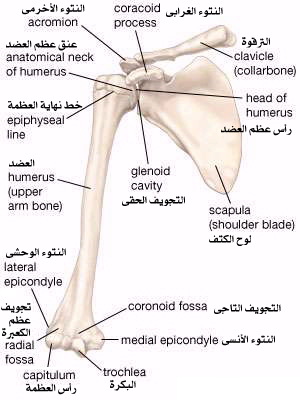 النتوء الأخرمى
acromion
النتوء الغرابى
coracoid
process
الترقوة
clavicle
(collarbone)
عنق عظم العضد
anatomical neck
of humerus
خط نهاية العظمة
epiphyseal
line
head of
humerus
رأس عظم العضد
العضد
humerus
(upper
arm bone)
glenoid
cavity
التجويف الحقى
scapula
(shoulder blade)
لوح الكتف
النتوء الوحشى
lateral
epicondyle
تجويف
عظم
الكعبرة
radial
fossa
capitulum
رأس العظمة
coronoid fossa
التجويف التاجى
medial epicondyle
النتوء الأنسى
trochlea
البكرة